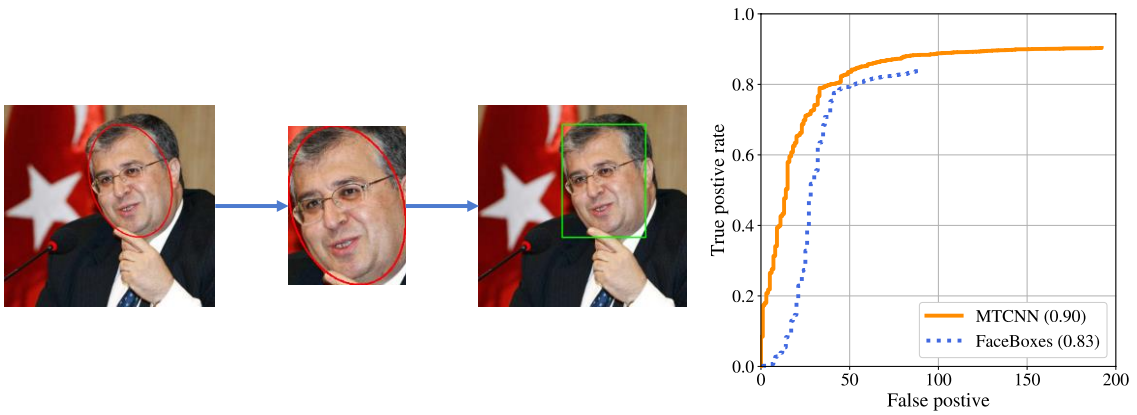 1.0
0.8
0.6
0.4
0.2
0.0
True postive rate
0
50
100
150
200
False postive
MTCNN (0.90)
FaceBoxes (0.83)